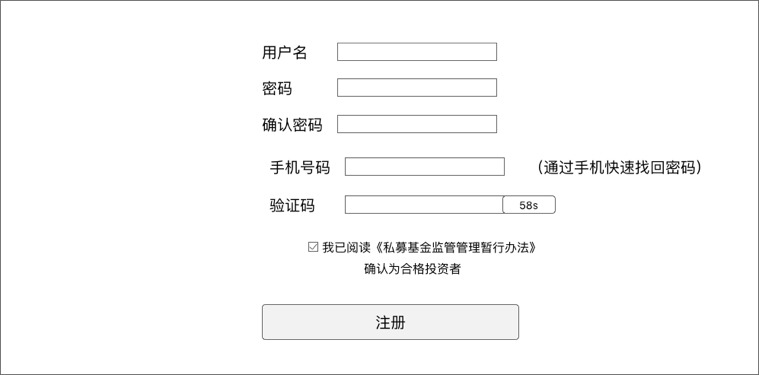 用户名
密码
确认密码
手机号码 （通过手机快速找回密码）
验证码 58s
我已阅读《私募基金监管管理暂行办法》
确认为合格投资者
注册